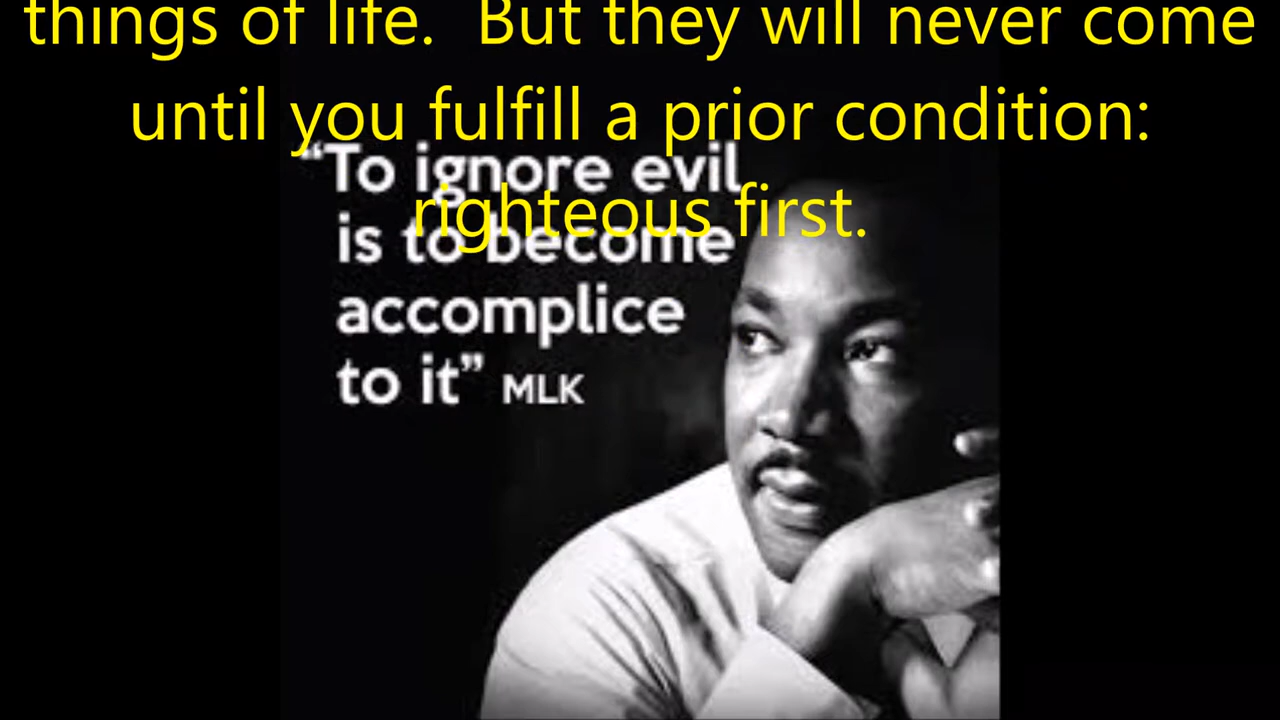 things of life.  But they will never come
until you fulfill a prior condition:
righteous first.
“To ignore evil
is to become
accomplice
to it” MLK